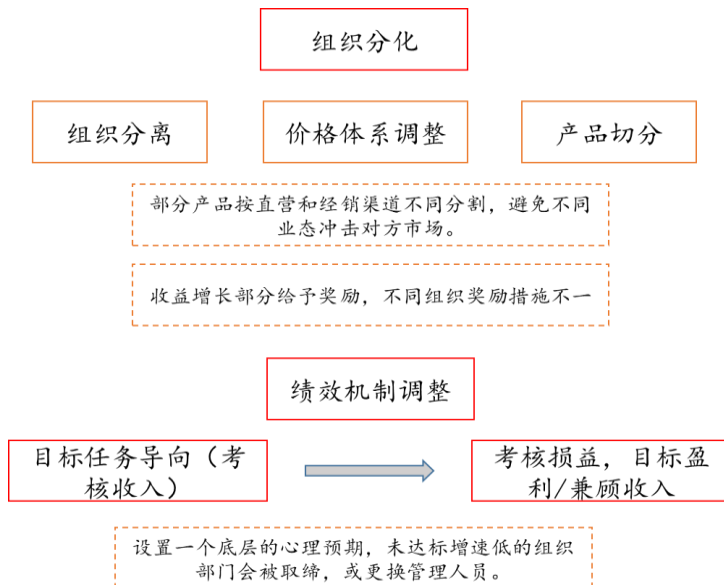 组织分化
组织分离
价格体系调整
产品切分
部分产品按直营和经销渠道不同分割，避免不同
业态冲击对方市场。
收益增长部分给予奖励，不同组织奖励措施不一
绩效机制调整
目标任务导向（考
核收入）
考核损益，目标盈
利/兼顾收入
设置一个底层的心理预期，未达标增速低的组织
部门会被取缔，或更换管理人员。